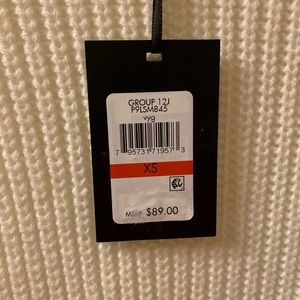 GROUP 12J
P9LSM845
vyg
7 95731 71957 3
XS
MSRP $89.00